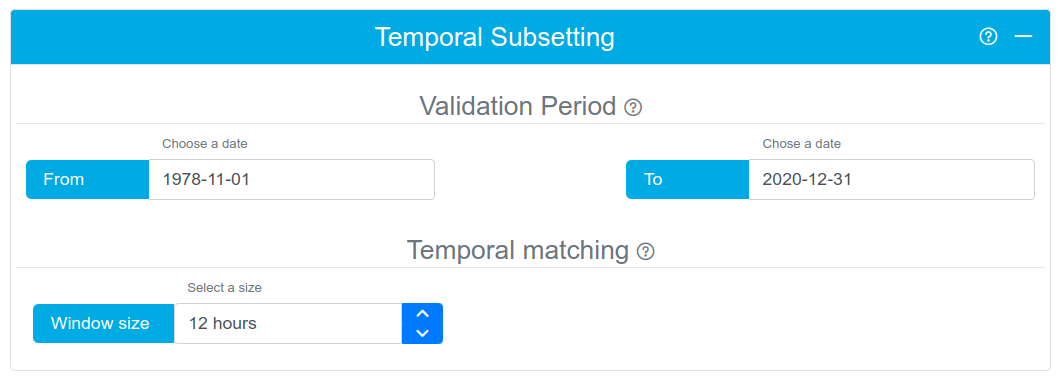 Temporal Subsetting
Validation Period
Choose a date
Chose a date
From 1978-11-01
To 2020-12-31
Temporal matching
Select a size
Window size 12 hours